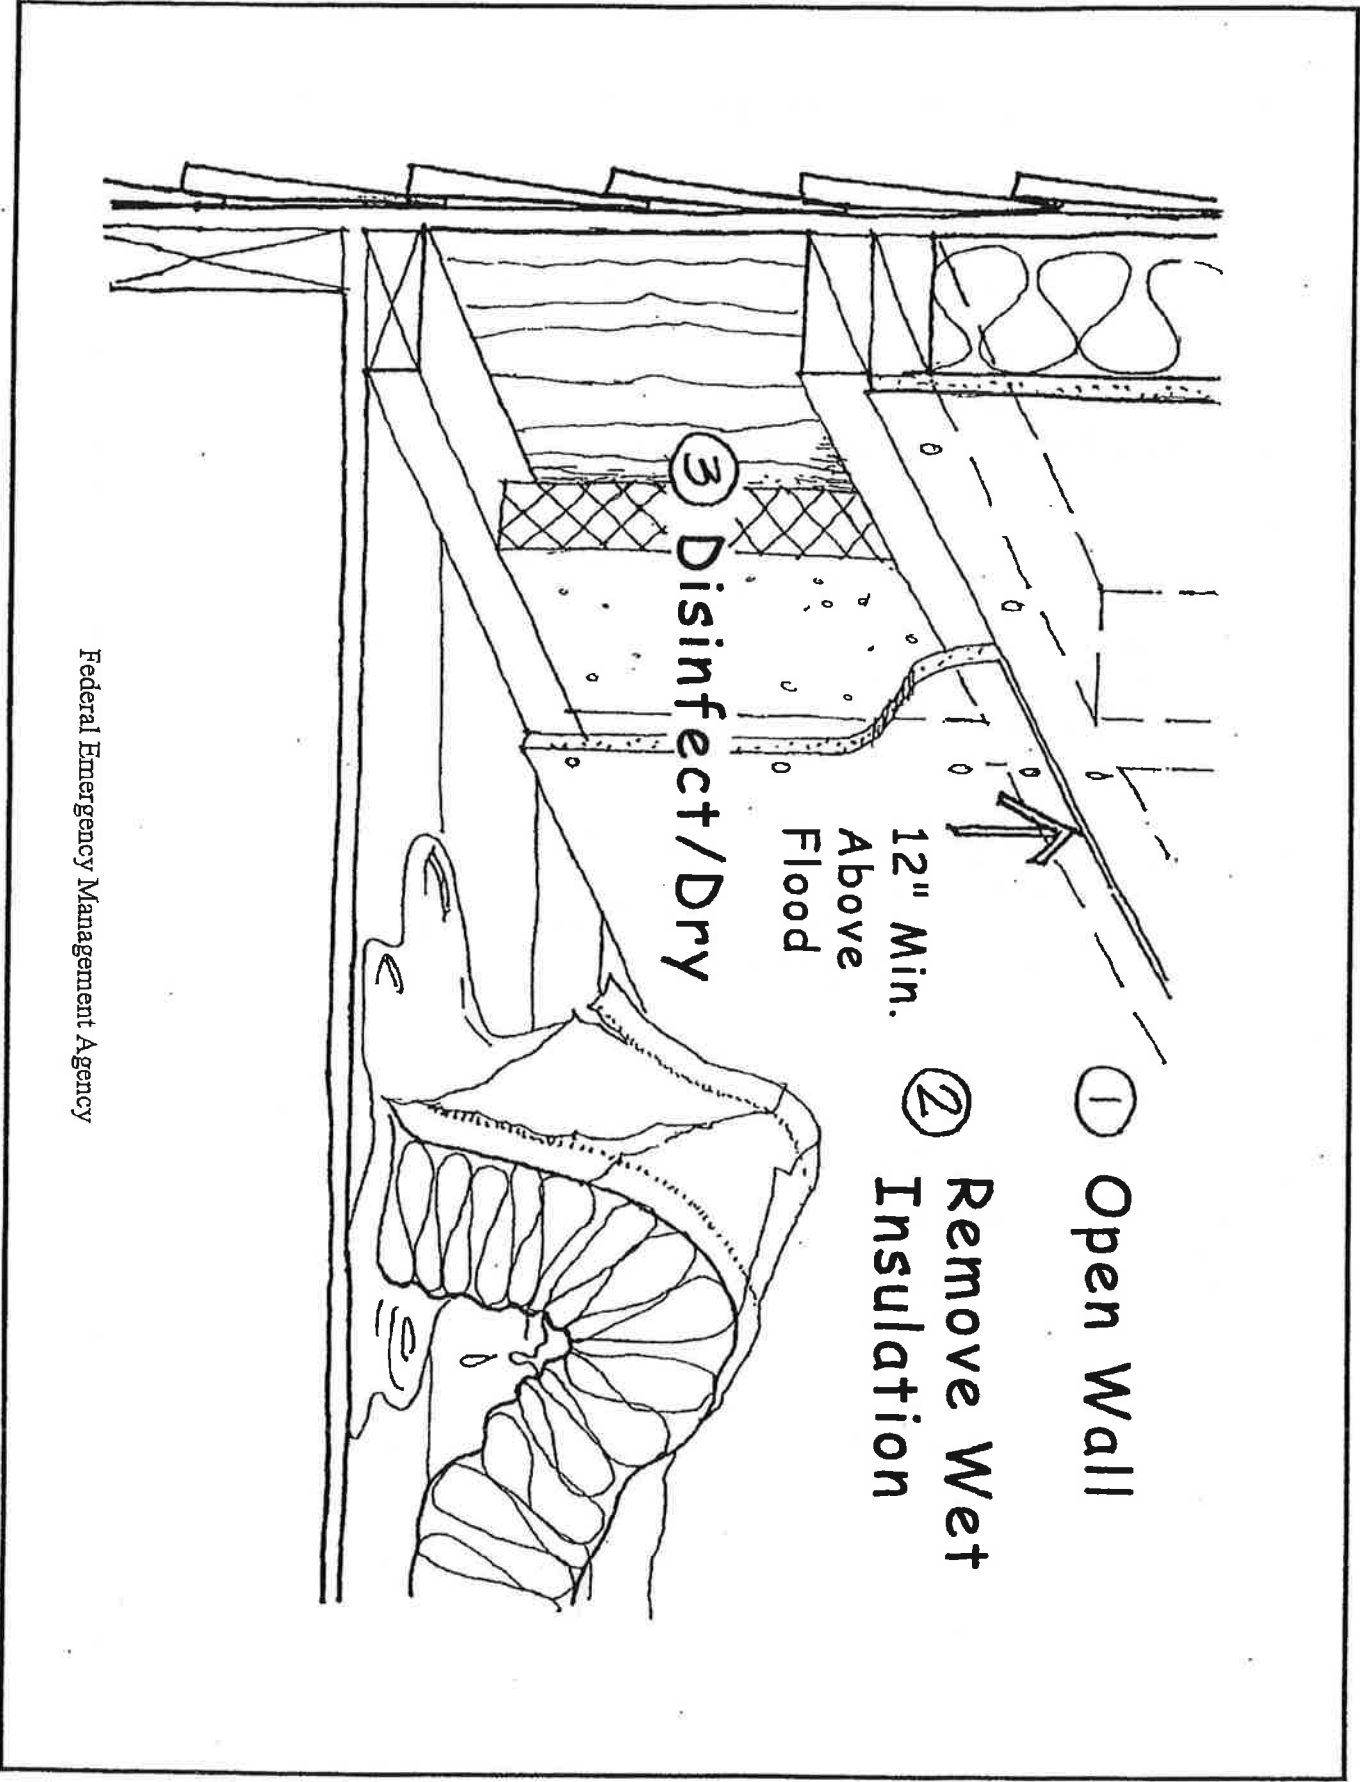 ① Open Wall
② Remove Wet
Insulation
12" Min.
Above
Flood
③ Disinfect/Dry
Federal Emergency Management Agency